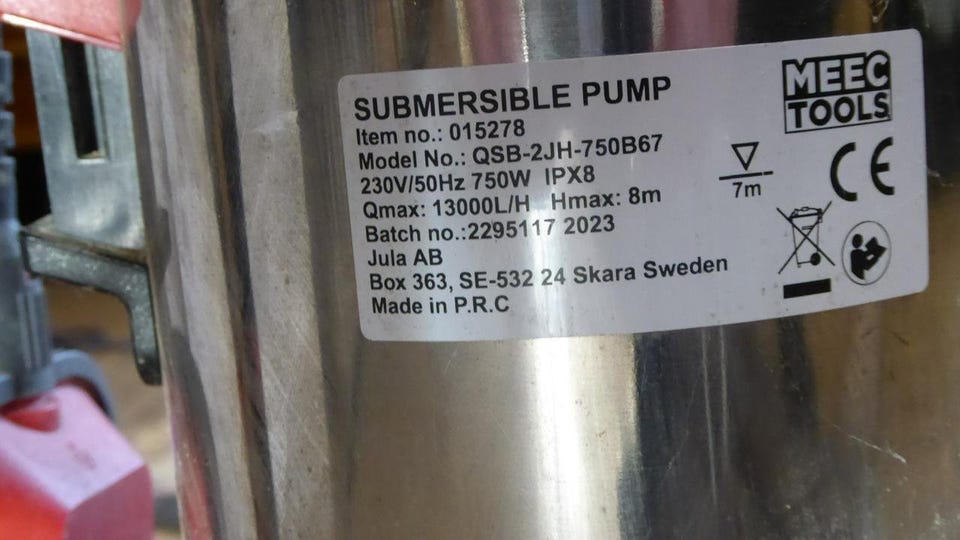 SUBMERSIBLE PUMP
Item no.: 015278
Model No.: QSB-2JH-750B67
230V/50Hz 750W IPX8
Qmax: 13000L/H Hmax: 8m
Batch no.:2295117 2023
Jula AB
Box 363, SE-532 24 Skara Sweden
Made in P.R.C
MEEC
TOOLS
7m
CE